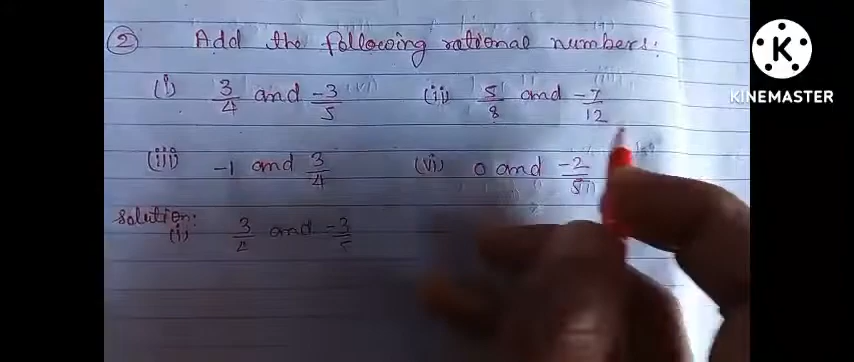 ② Add the following rational numbers:
(i) 3/4 and -3/5 (ii) 5/8 and -7/12
(iii) -1 and 3/4 (vi) 0 and -2/5
Solution:
(i) 3/4 and -3/5
KINEMASTER